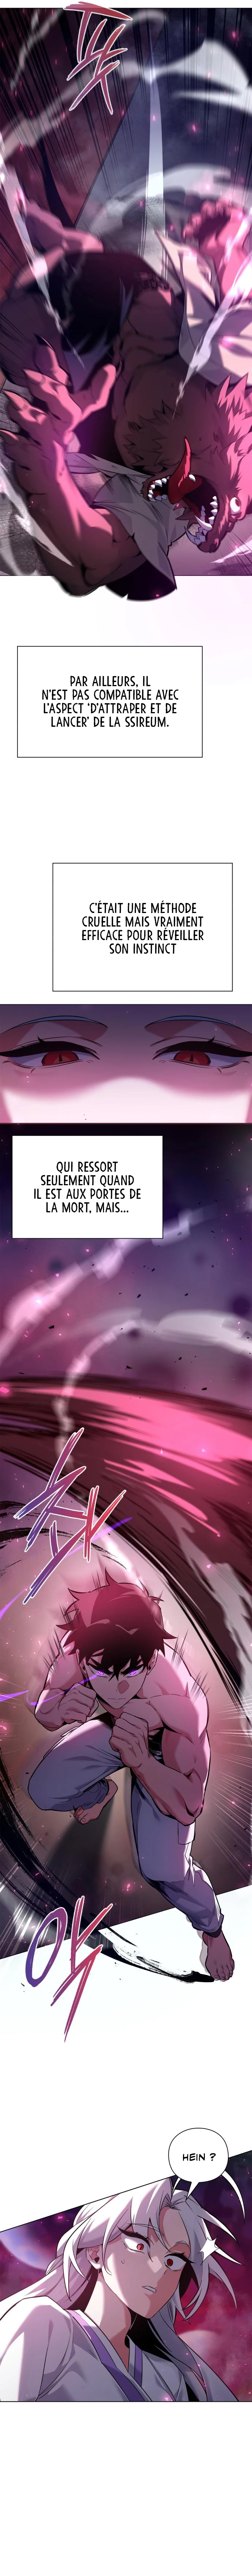 PAR AILLEURS, IL
N'EST PAS COMPATIBLE AVEC
L'ASPECT 'D'ATTRAPER ET DE
LANCER' DE LA SSIREUM.
C'ÉTAIT UNE MÉTHODE
CRUELLE MAIS VRAIMENT
EFFICACE POUR RÉVEILLER
SON INSTINCT
QUI RESSORT
SEULEMENT QUAND
IL EST AUX PORTES DE
LA MORT, MAIS...
HEIN ?